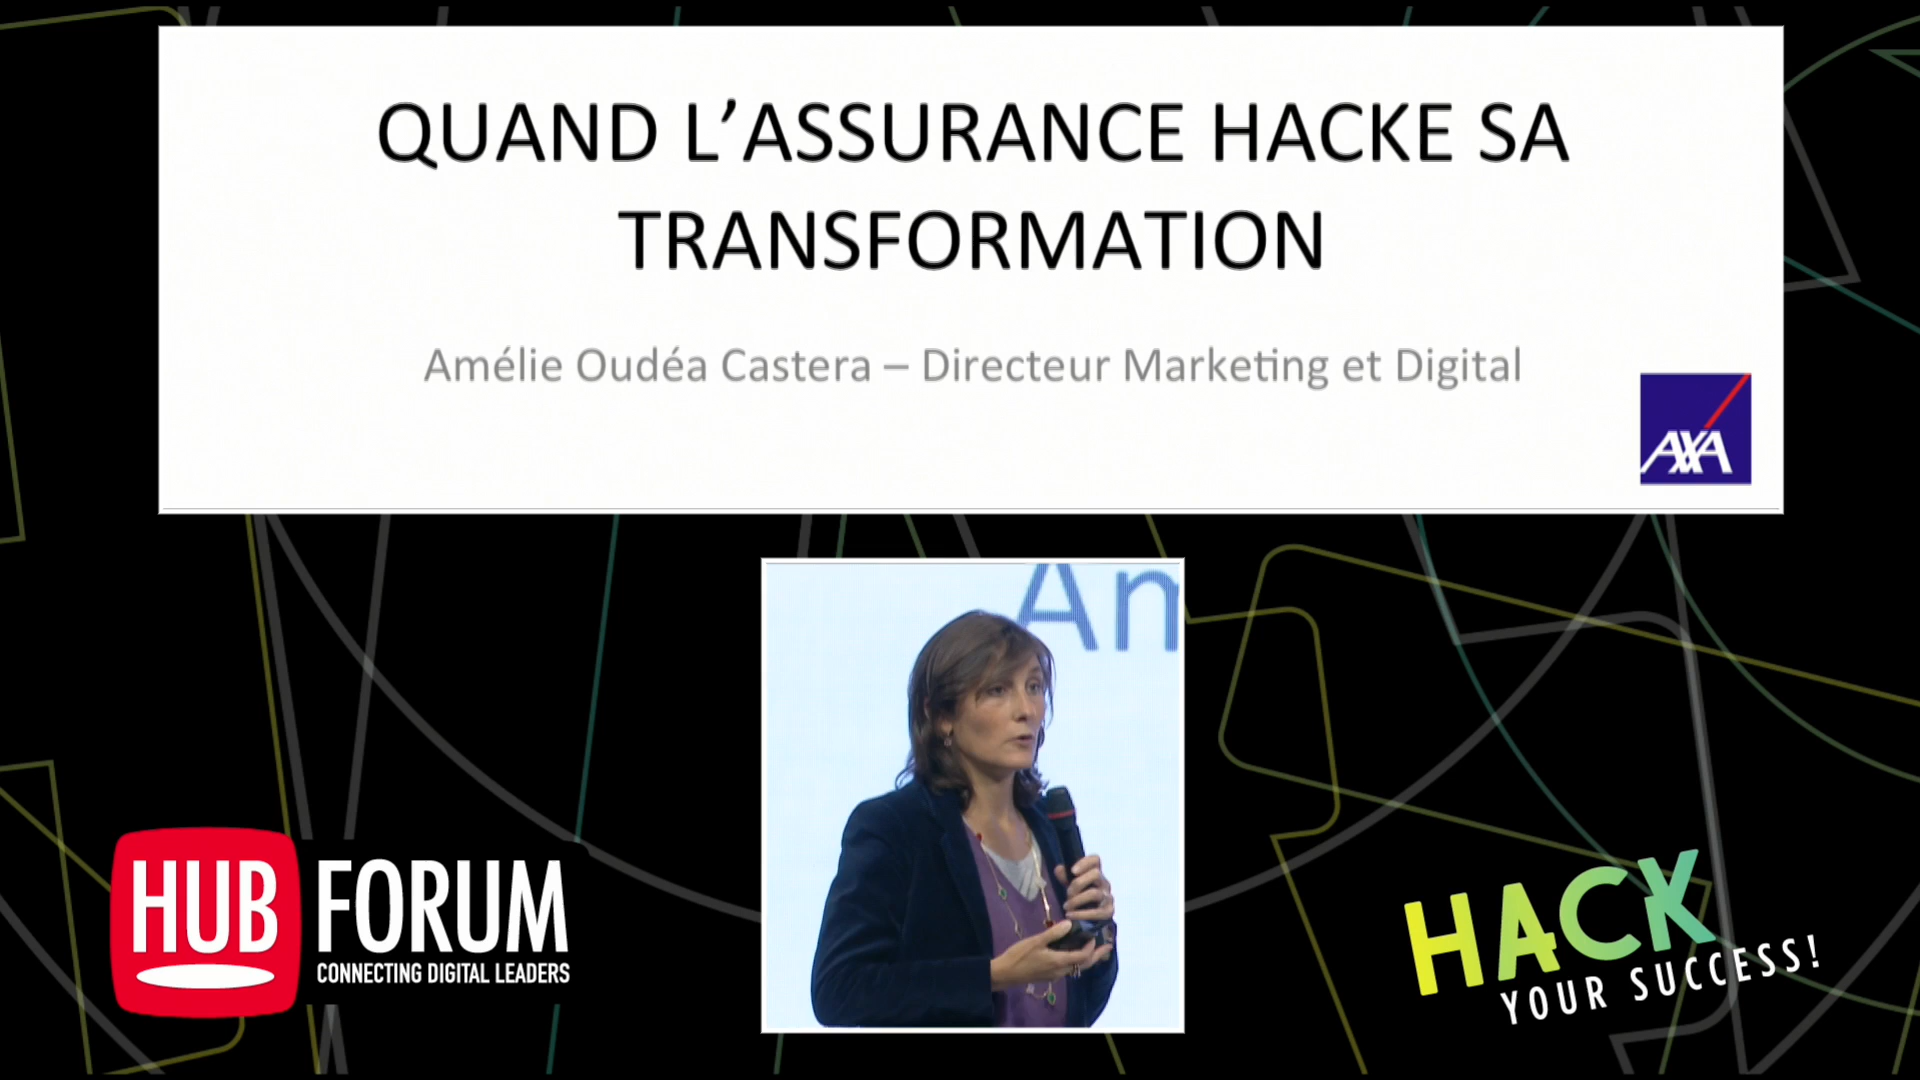 QUAND L’ASSURANCE HACKE SA
TRANSFORMATION
Amélie Oudéa Castera – Directeur Marketing et Digital
AXA
Am
HUB FORUM
CONNECTING DIGITAL LEADERS
HACK
YOUR SUCCESS!